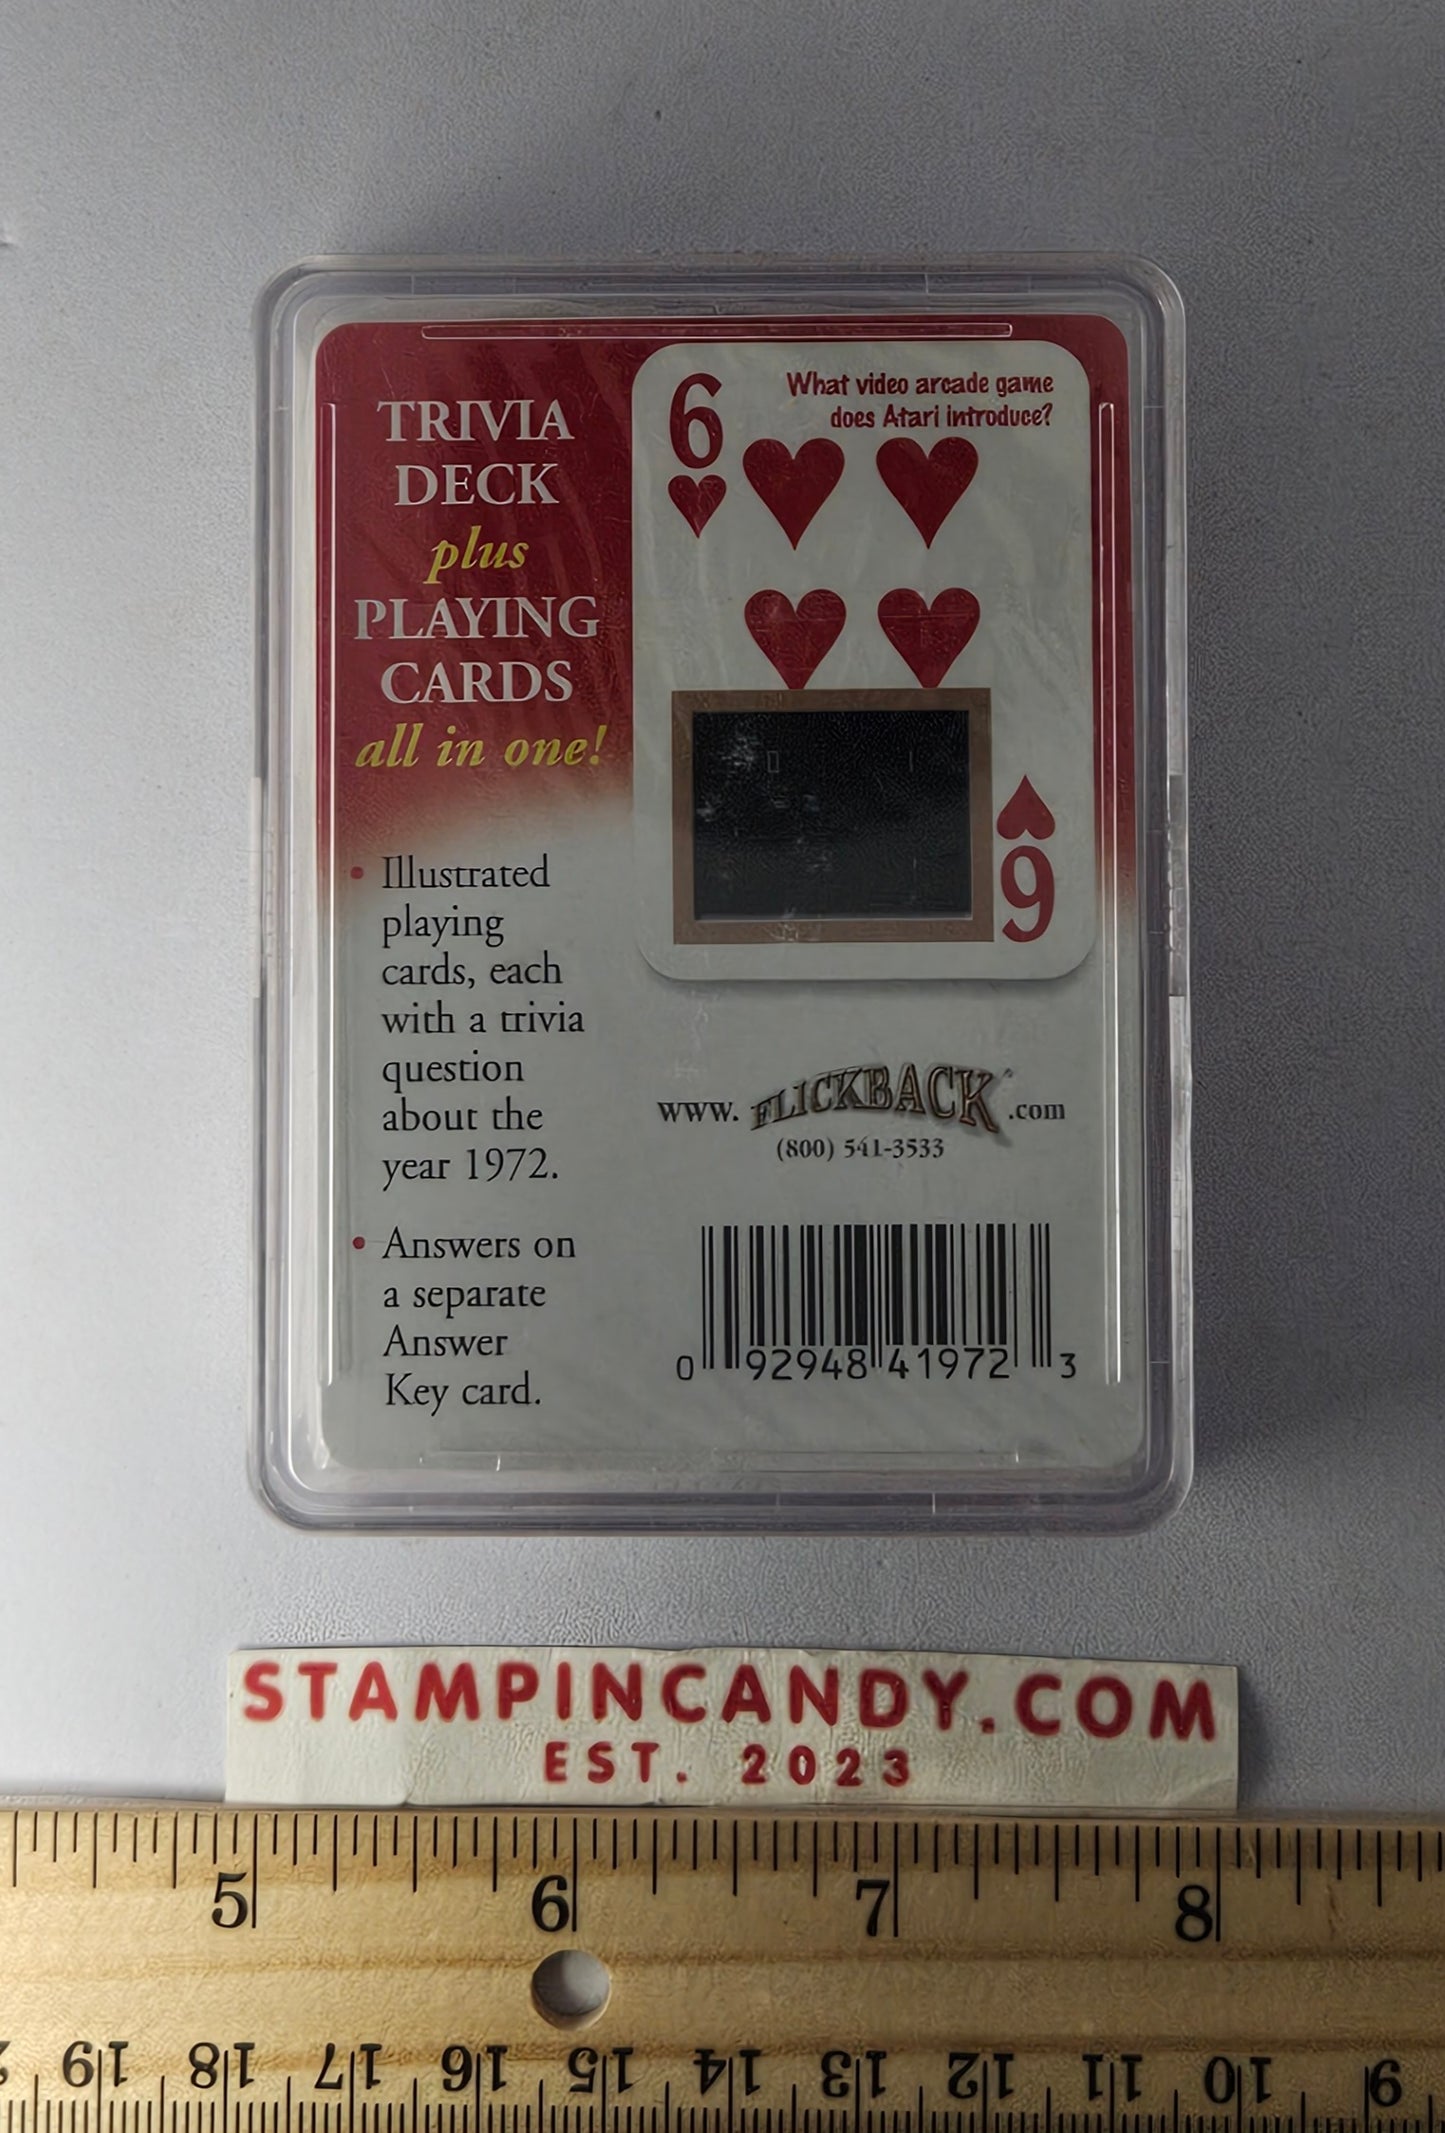 TRIVIA
DECK
plus
PLAYING
CARDS
all in one!
• Illustrated
playing
cards, each
with a trivia
question
about the
year 1972.
• Answers on
a separate
Answer
Key card.
6
What video arcade game
does Atari introduce?
6
www.FLICKBACK.com
(800) 541-3533
0 92948 41972 3
STAMPINCANDY.COM
EST. 2023
5 6 7 8
19 18 17 16 15 14 13 12 11 10 9